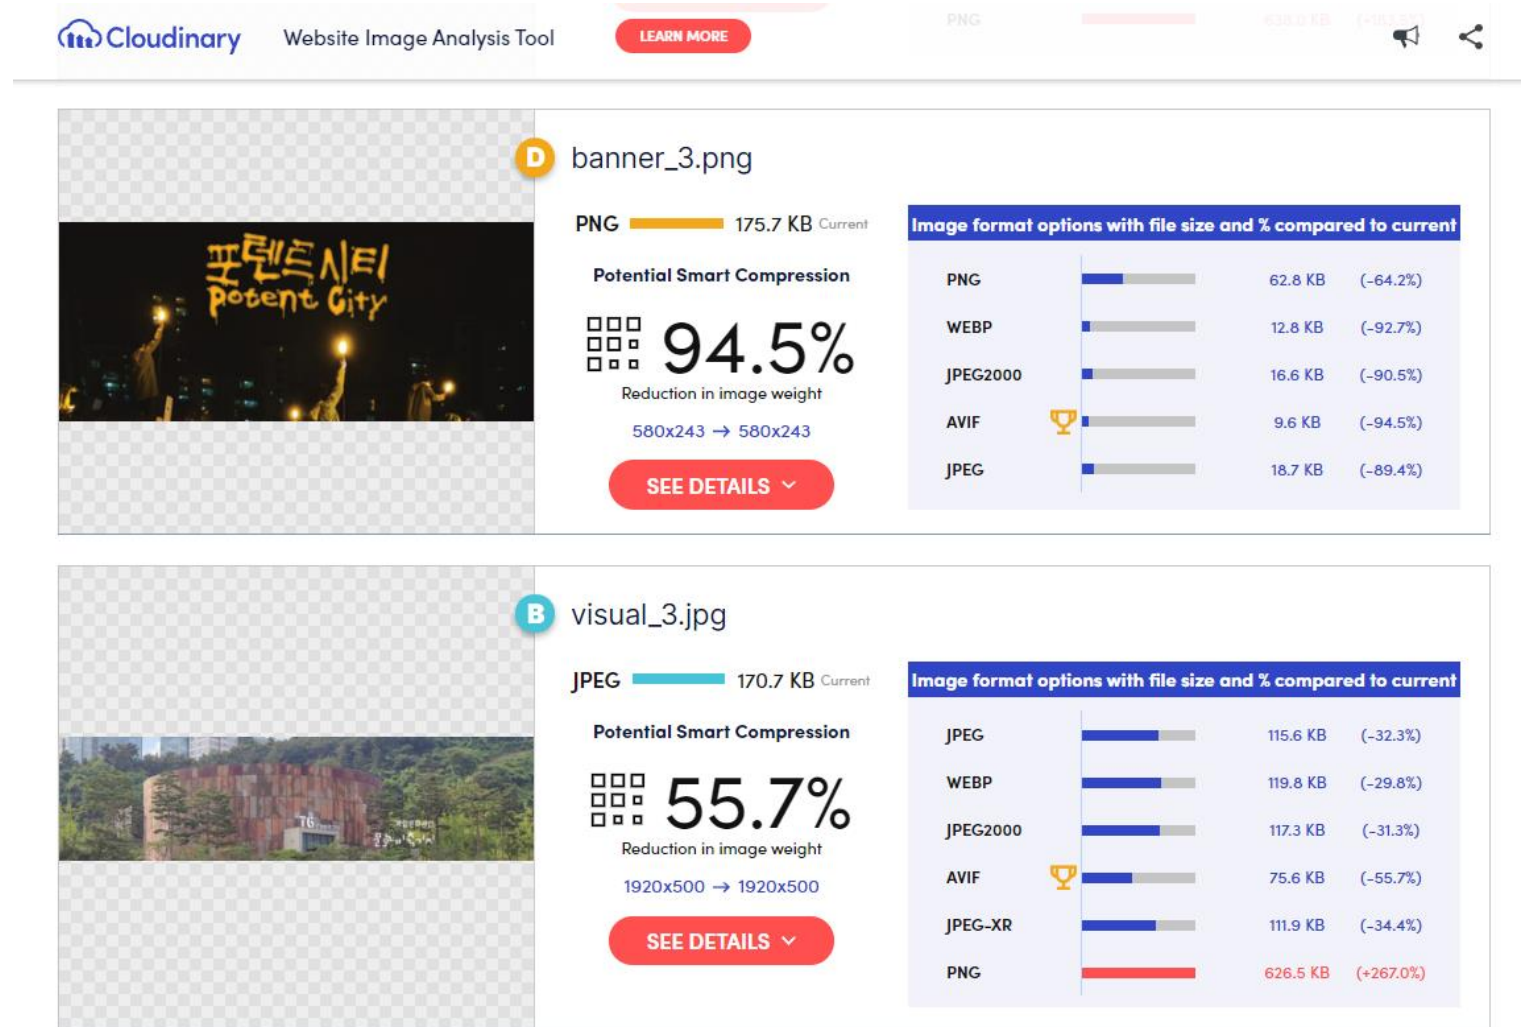 Cloudinary
Website Image Analysis Tool
LEARN MORE
PNG
D
banner_3.png
포텐트시티
Potent City
PNG 175.7 KB Current
Potential Smart Compression
94.5%
Reduction in image weight
580x243 → 580x243
SEE DETAILS
Image format options with file size and % compared to current
PNG 62.8 KB (-64.2%)
WEBP 12.8 KB (-92.7%)
JPEG2000 16.6 KB (-90.5%)
AVIF 9.6 KB (-94.5%)
JPEG 18.7 KB (-89.4%)
B
visual_3.jpg
JPEG 170.7 KB Current
Potential Smart Compression
55.7%
Reduction in image weight
1920x500 → 1920x500
SEE DETAILS
Image format options with file size and % compared to current
JPEG 115.6 KB (-32.3%)
WEBP 119.8 KB (-29.8%)
JPEG2000 117.3 KB (-31.3%)
AVIF 75.6 KB (-55.7%)
JPEG-XR 111.9 KB (-34.4%)
PNG 626.5 KB (+267.0%)